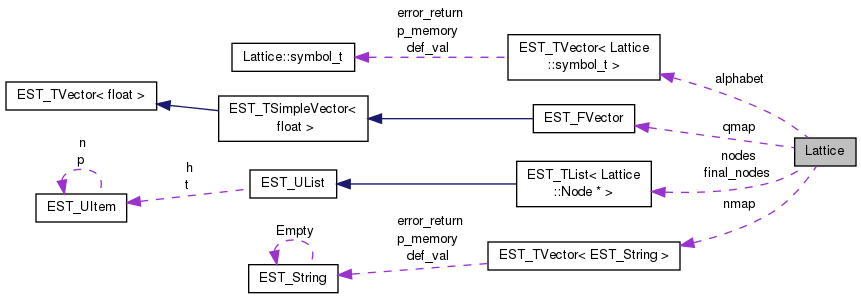 error_return
p_memory
def_val
Lattice::symbol_t
EST_TVector< Lattice
::symbol_t >
alphabet
EST_TVector< float >
EST_TSimpleVector<
float >
EST_FVector
qmap
Lattice
n
p
nodes
final_nodes
h
t
EST_UList
EST_TList< Lattice
::Node * >
EST_UItem
nmap
error_return
p_memory
def_val
Empty
EST_TVector< EST_String >
EST_String